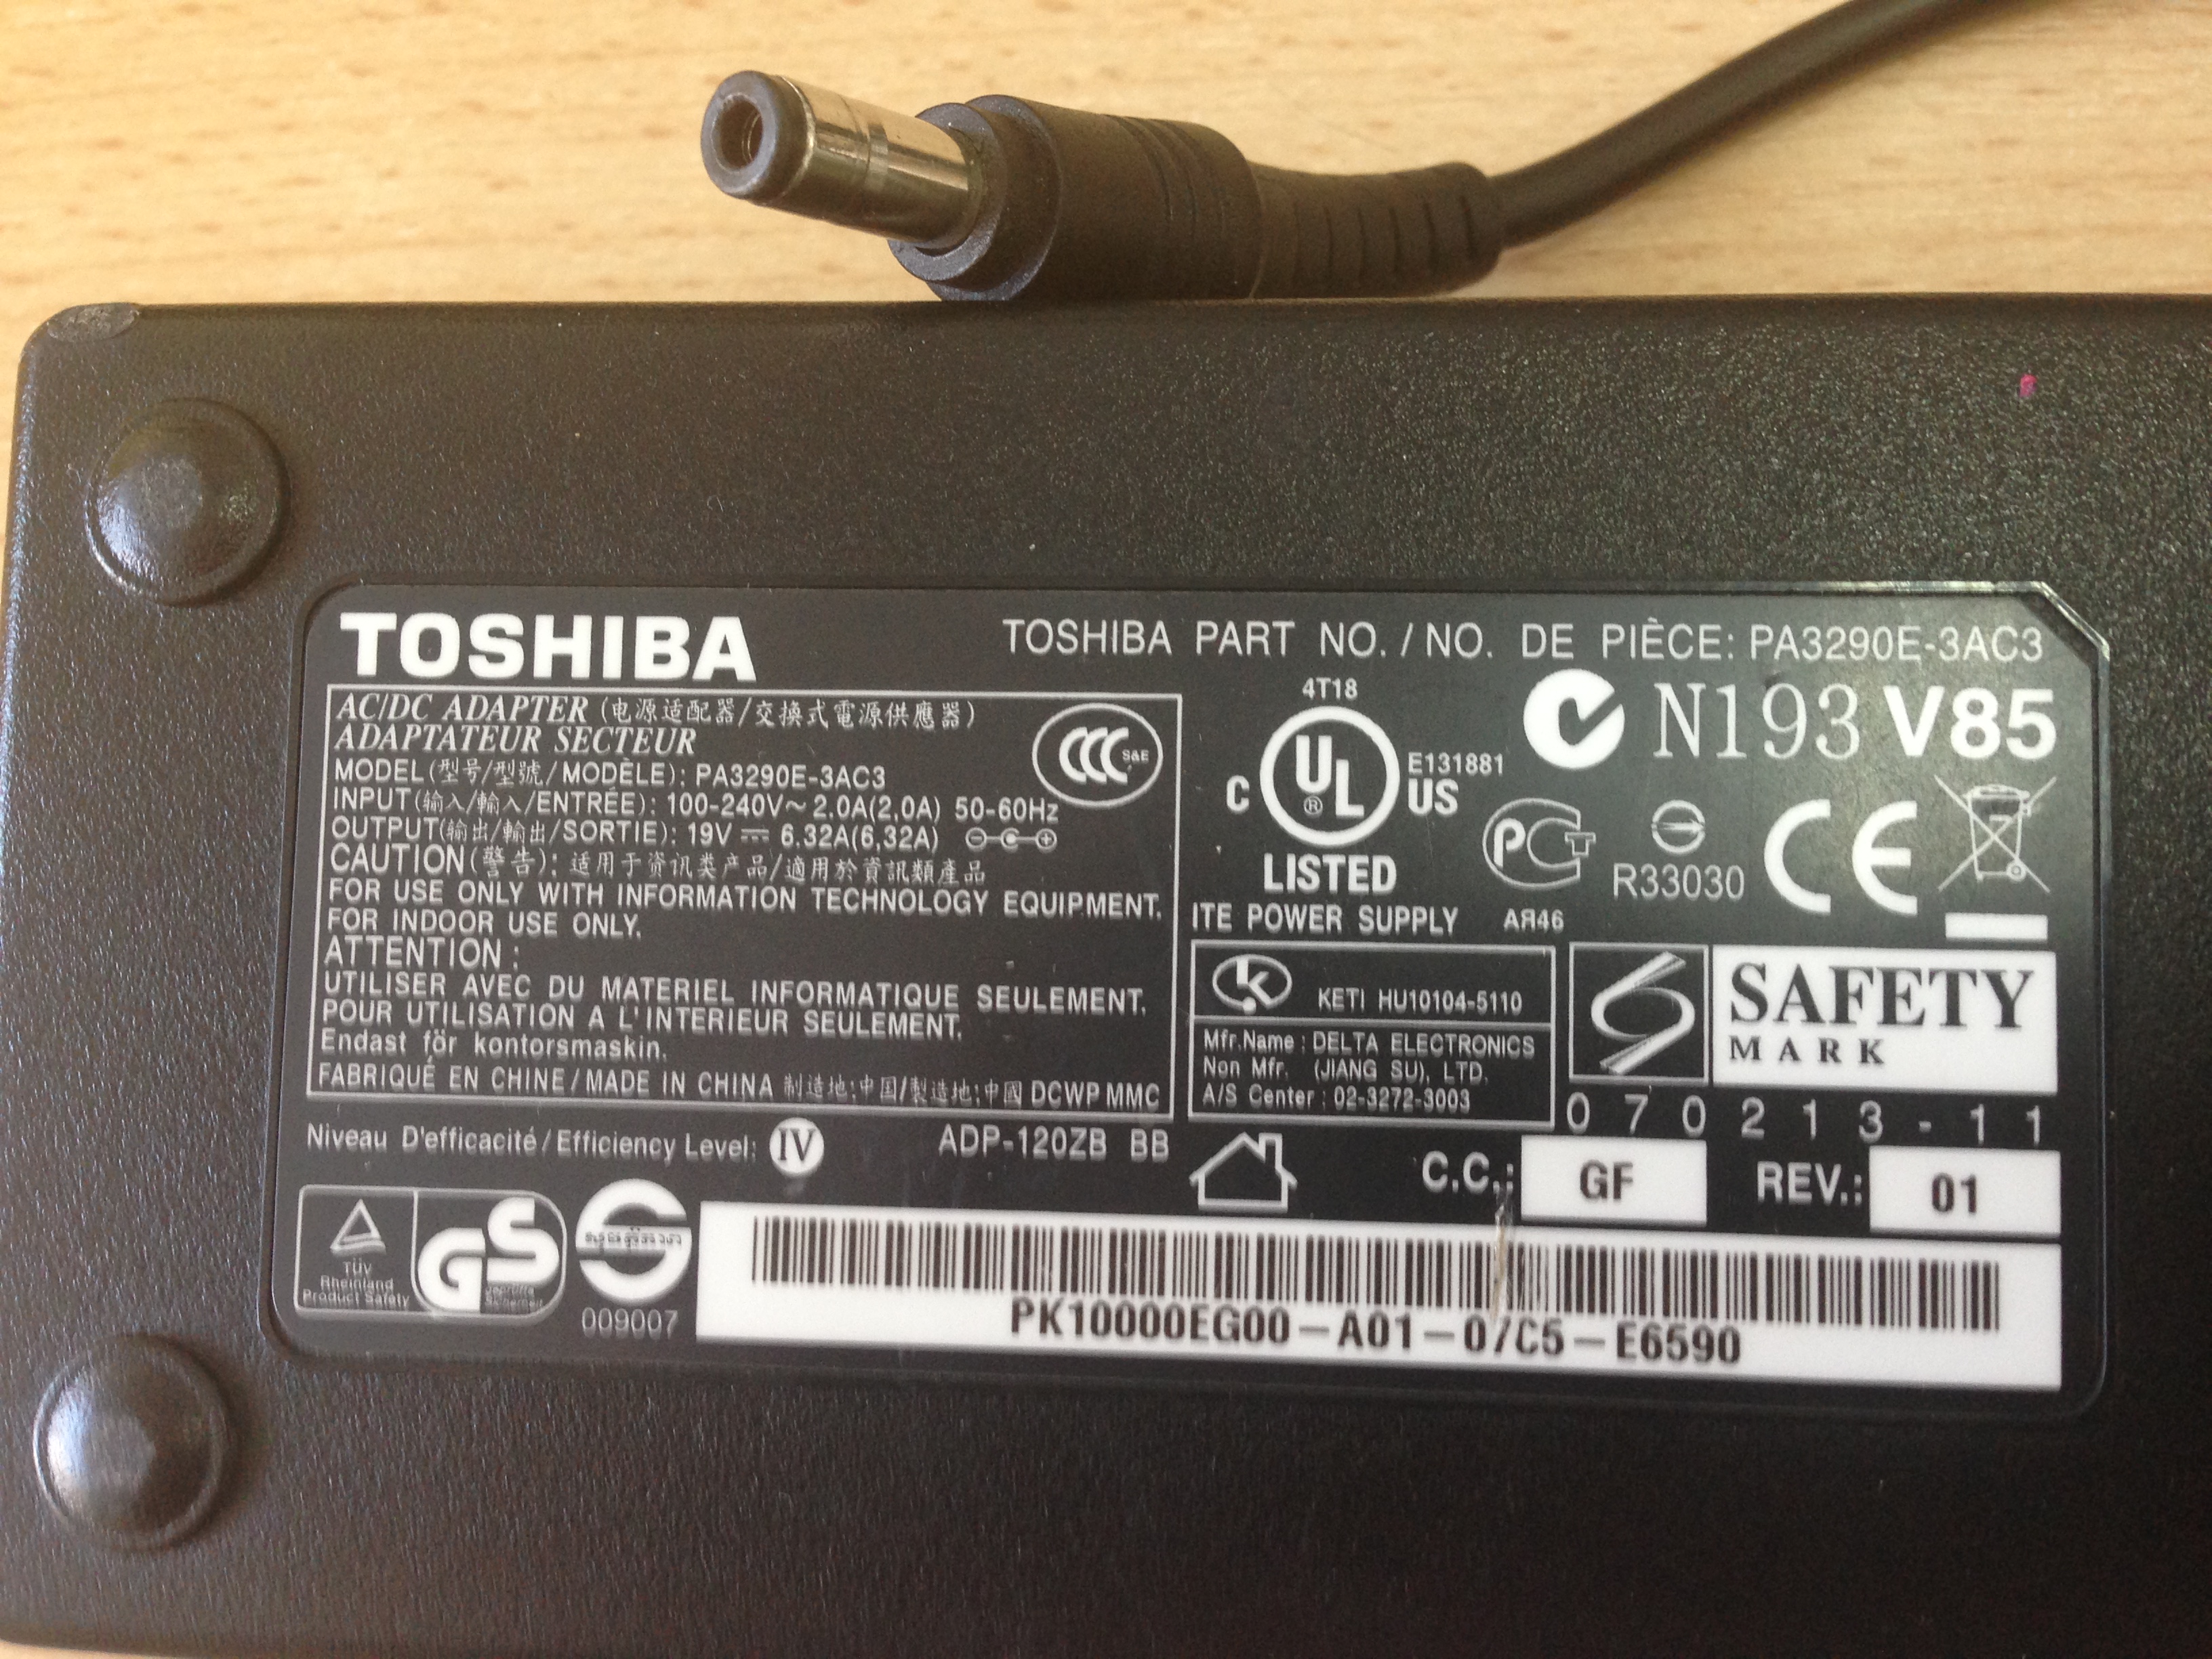 TOSHIBA
TOSHIBA PART NO. / NO. DE PIÈCE: PA3290E-3AC3
AC/DC ADAPTER (电源适配器/交換式電源供應器)
ADAPTATEUR SECTEUR
MODEL(型号/型號/MODÈLE): PA3290E-3AC3
INPUT(输入/輸入/ENTRÉE): 100-240V~ 2.0A(2,0A) 50-60Hz
OUTPUT(输出/輸出/SORTIE): 19V ⎓ 6.32A(6,32A)
CAUTION(警告): 适用于资讯类产品/適用於資訊類產品
FOR USE ONLY WITH INFORMATION TECHNOLOGY EQUIPMENT.
FOR INDOOR USE ONLY.
ATTENTION :
UTILISER AVEC DU MATERIEL INFORMATIQUE SEULEMENT.
POUR UTILISATION A L'INTERIEUR SEULEMENT.
Endast för kontorsmaskin.
FABRIQUÉ EN CHINE/MADE IN CHINA 制造地:中国/製造地:中國 DCWP MMC
CCC S&E
4T18
C UL ® US
E131881
LISTED
ITE POWER SUPPLY
N193 V85
PCT
AЯ46
R33030
CE
KETI HU10104-5110
Mfr.Name : DELTA ELECTRONICS
Non Mfr. (JIANG SU), LTD.
A/S Center : 02-3272-3003
SAFETY
MARK
070213-11
Niveau D'efficacité/Efficiency Level: IV
ADP-120ZB BB
C.C.: GF
REV.: 01
TÜV
Rheinland
Product Safety
GS
geprüfte
Sicherheit
009007
PK10000EG00-A01-07C5-E6590